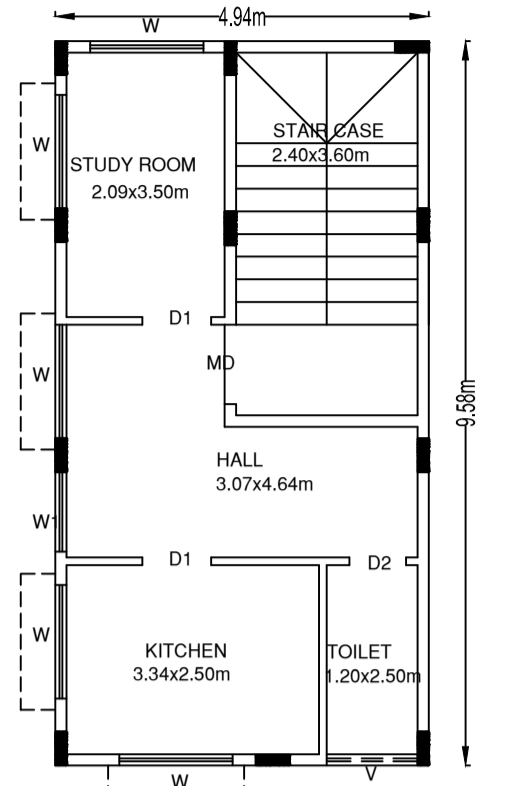 4.94m
W
STAIR CASE
2.40x3.60m
W
STUDY ROOM
2.09x3.50m
D1
MD
W
9.58m
HALL
3.07x4.64m
W1
D1
D2
W
KITCHEN
3.34x2.50m
TOILET
1.20x2.50m
W
V